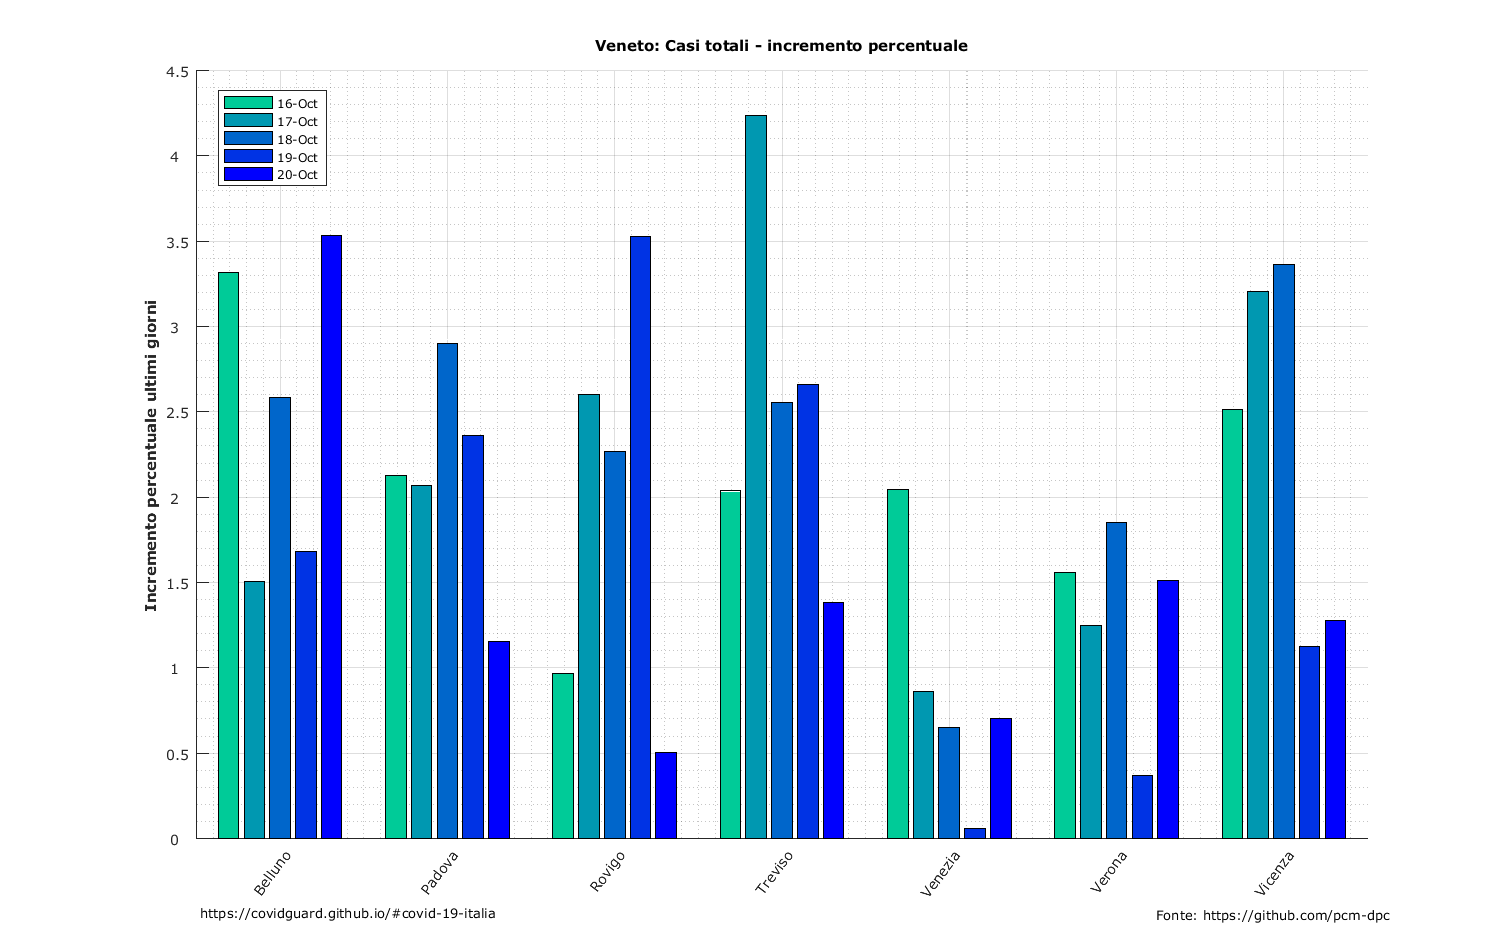 Veneto: Casi totali - incremento percentuale
Incremento percentuale ultimi giorni
4.5
4
3.5
3
2.5
2
1.5
1
0.5
0
16-Oct
17-Oct
18-Oct
19-Oct
20-Oct
Belluno
Padova
Rovigo
Treviso
Venezia
Verona
Vicenza
https://covidguard.github.io/#covid-19-italia
Fonte: https://github.com/pcm-dpc